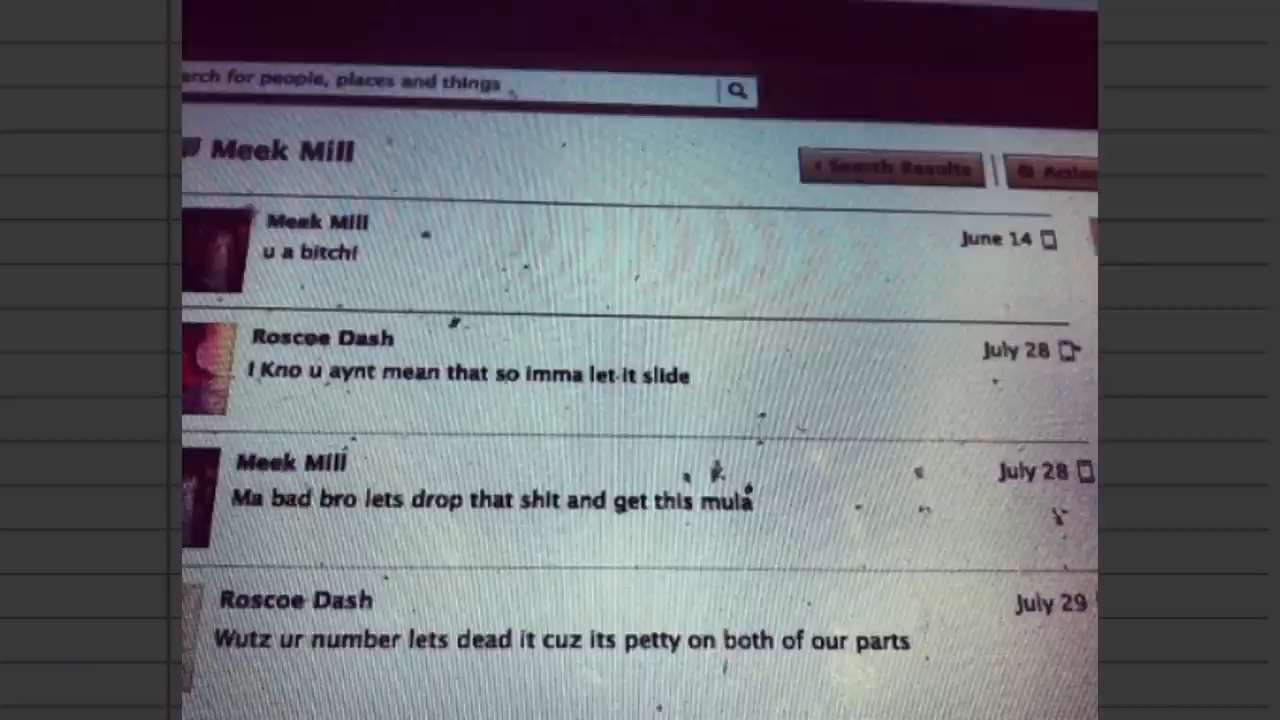 arch for people, places and things
Meek Mill
Search Results
Meek Mill
June 14
u a bitch!
Roscoe Dash
July 28
I Kno u aynt mean that so imma let it slide
Meek Mill
July 28
Ma bad bro lets drop that shit and get this mula
Roscoe Dash
July 29
Wutz ur number lets dead it cuz its petty on both of our parts